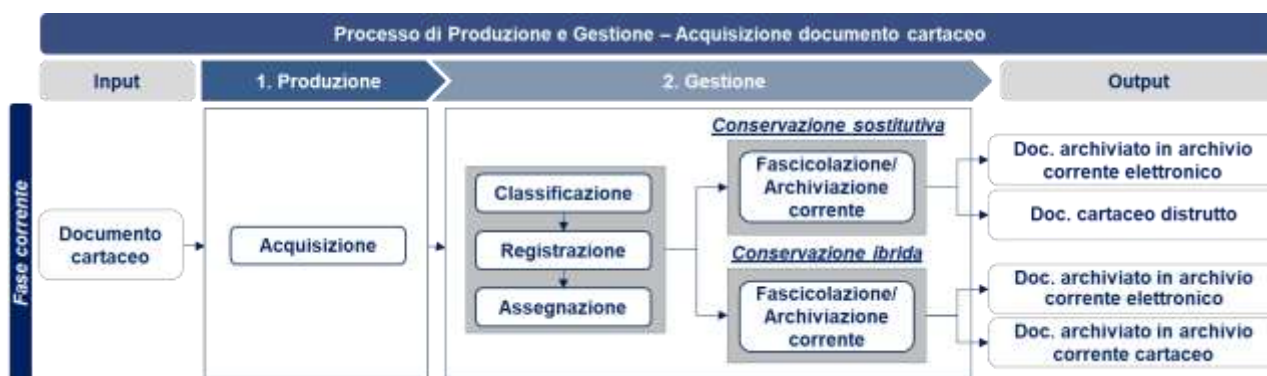 Processo di Produzione e Gestione – Acquisizione documento cartaceo
Input
1. Produzione
2. Gestione
Output
Fase corrente
Documento
cartaceo
Acquisizione
Classificazione
Registrazione
Assegnazione
Conservazione sostitutiva
Fascicolazione/
Archiviazione
corrente
Conservazione ibrida
Fascicolazione/
Archiviazione
corrente
Doc. archiviato in archivio
corrente elettronico
Doc. cartaceo distrutto
Doc. archiviato in archivio
corrente elettronico
Doc. archiviato in archivio
corrente cartaceo